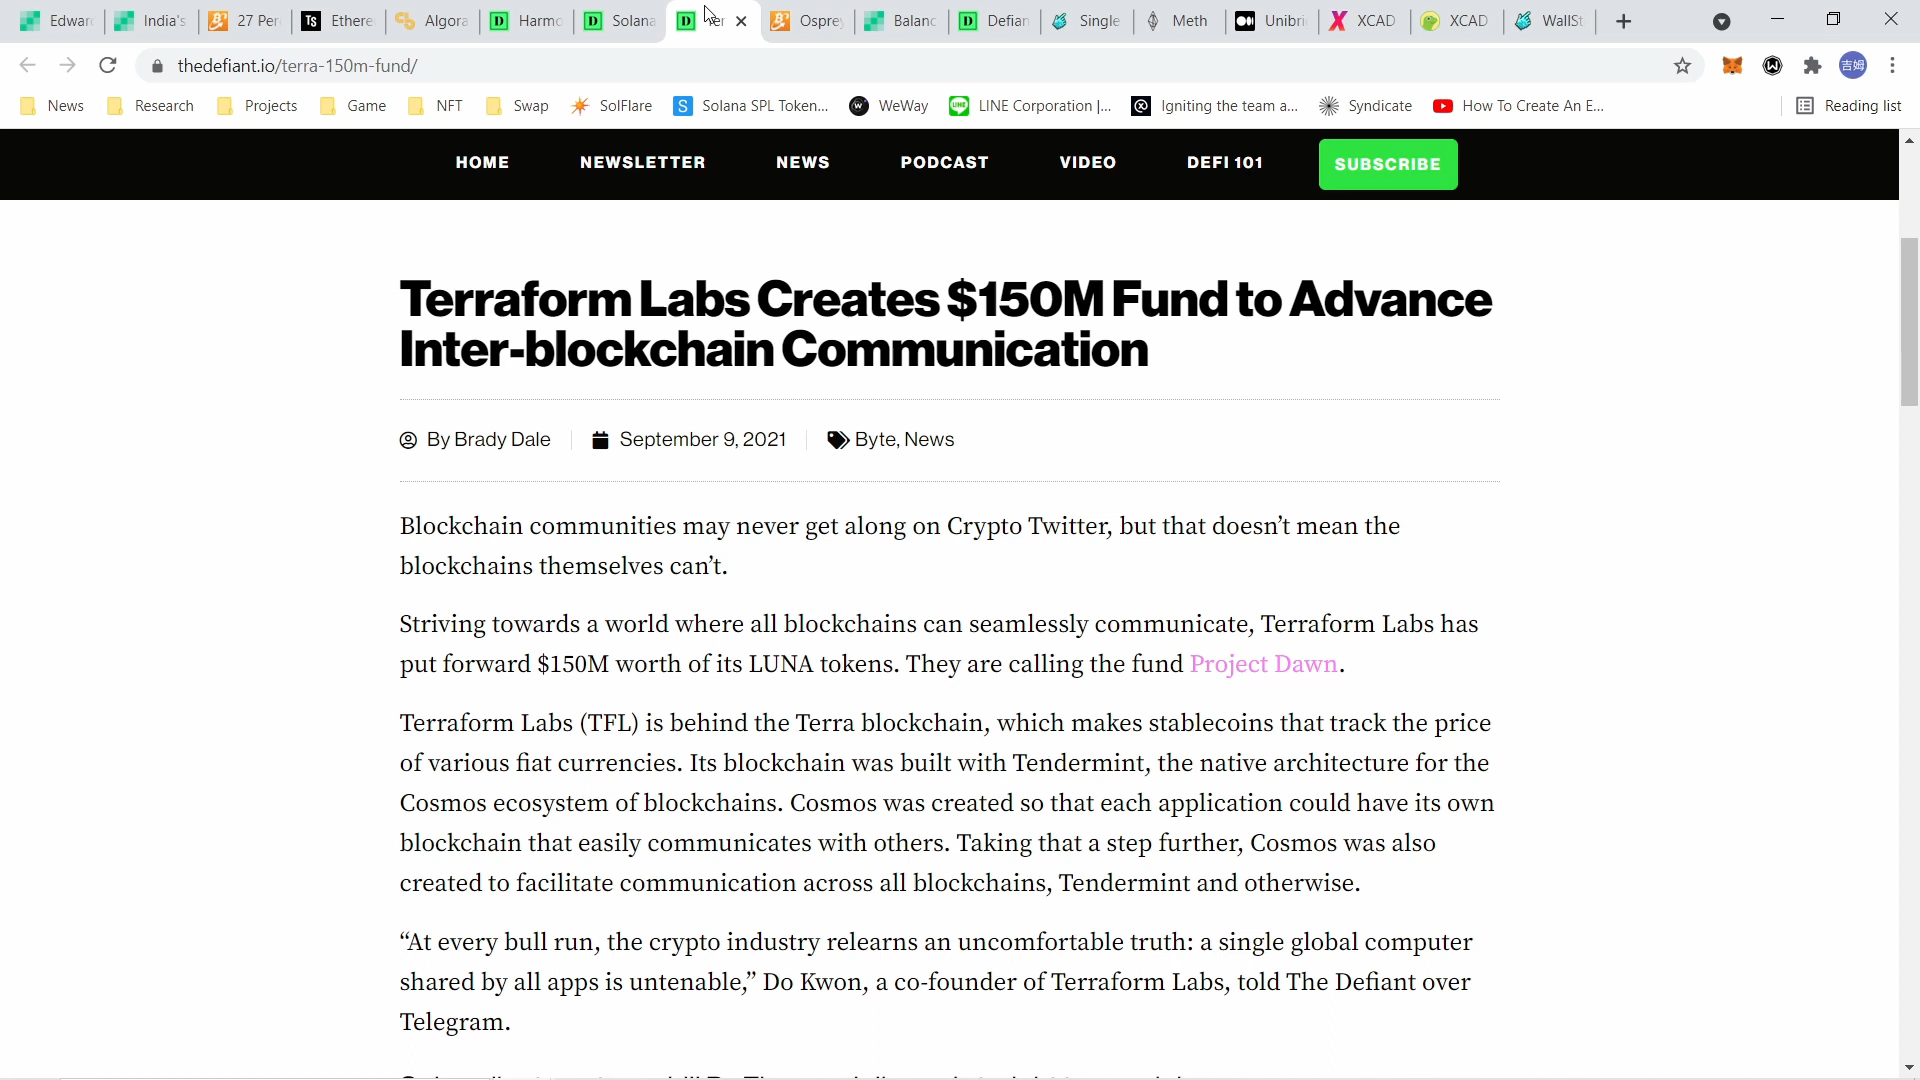 Edwar
India's
27 Per
Ts Ethere
Algora
D Harmo
D Solana
D
Osprey
Balanc
D Defian
Single
Meth
Unibri
XCAD
XCAD
WallSt
thedefiant.io/terra-150m-fund/
吉姆
News
Research
Projects
Game
NFT
Swap
SolFlare
S Solana SPL Token...
WeWay
LINE LINE Corporation |...
Igniting the team a...
Syndicate
How To Create An E...
Reading list
HOME
NEWSLETTER
NEWS
PODCAST
VIDEO
DEFI 101
SUBSCRIBE
Terraform Labs Creates $150M Fund to Advance
Inter-blockchain Communication
By Brady Dale
September 9, 2021
Byte, News
Blockchain communities may never get along on Crypto Twitter, but that doesn’t mean the
blockchains themselves can’t.
Striving towards a world where all blockchains can seamlessly communicate, Terraform Labs has
put forward $150M worth of its LUNA tokens. They are calling the fund Project Dawn.
Terraform Labs (TFL) is behind the Terra blockchain, which makes stablecoins that track the price
of various fiat currencies. Its blockchain was built with Tendermint, the native architecture for the
Cosmos ecosystem of blockchains. Cosmos was created so that each application could have its own
blockchain that easily communicates with others. Taking that a step further, Cosmos was also
created to facilitate communication across all blockchains, Tendermint and otherwise.
“At every bull run, the crypto industry relearns an uncomfortable truth: a single global computer
shared by all apps is untenable,” Do Kwon, a co-founder of Terraform Labs, told The Defiant over
Telegram.